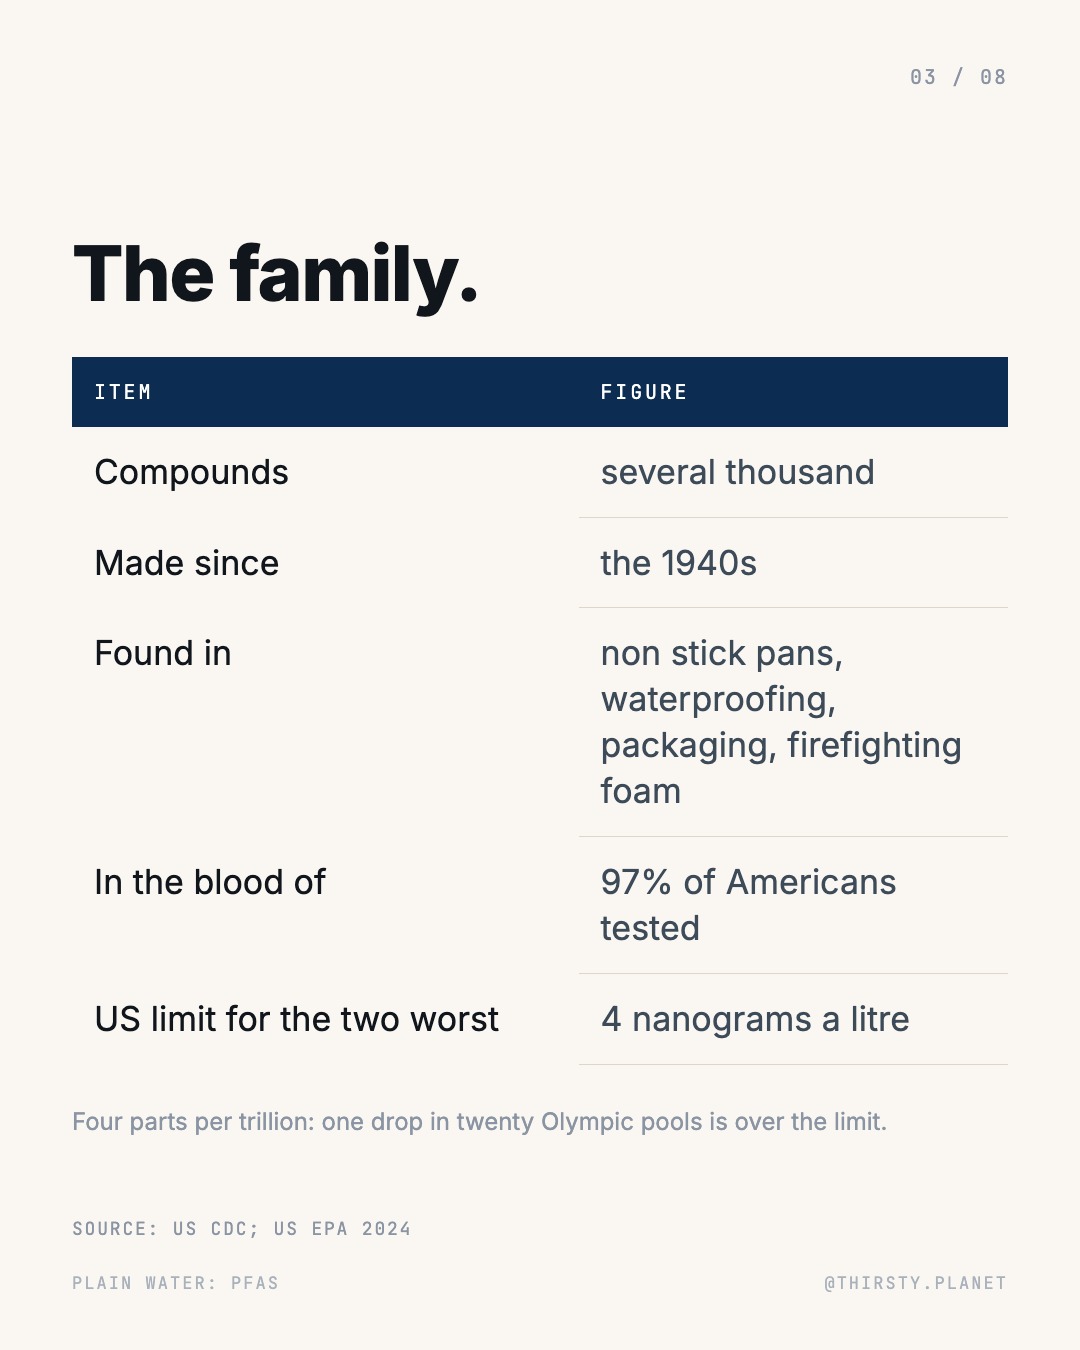 03 / 08
The family.
ITEM FIGURE
Compounds several thousand
Made since the 1940s
Found in non stick pans,
waterproofing,
packaging, firefighting
foam
In the blood of 97% of Americans
tested
US limit for the two worst 4 nanograms a litre
Four parts per trillion: one drop in twenty Olympic pools is over the limit.
SOURCE: US CDC; US EPA 2024
PLAIN WATER: PFAS @THIRSTY.PLANET